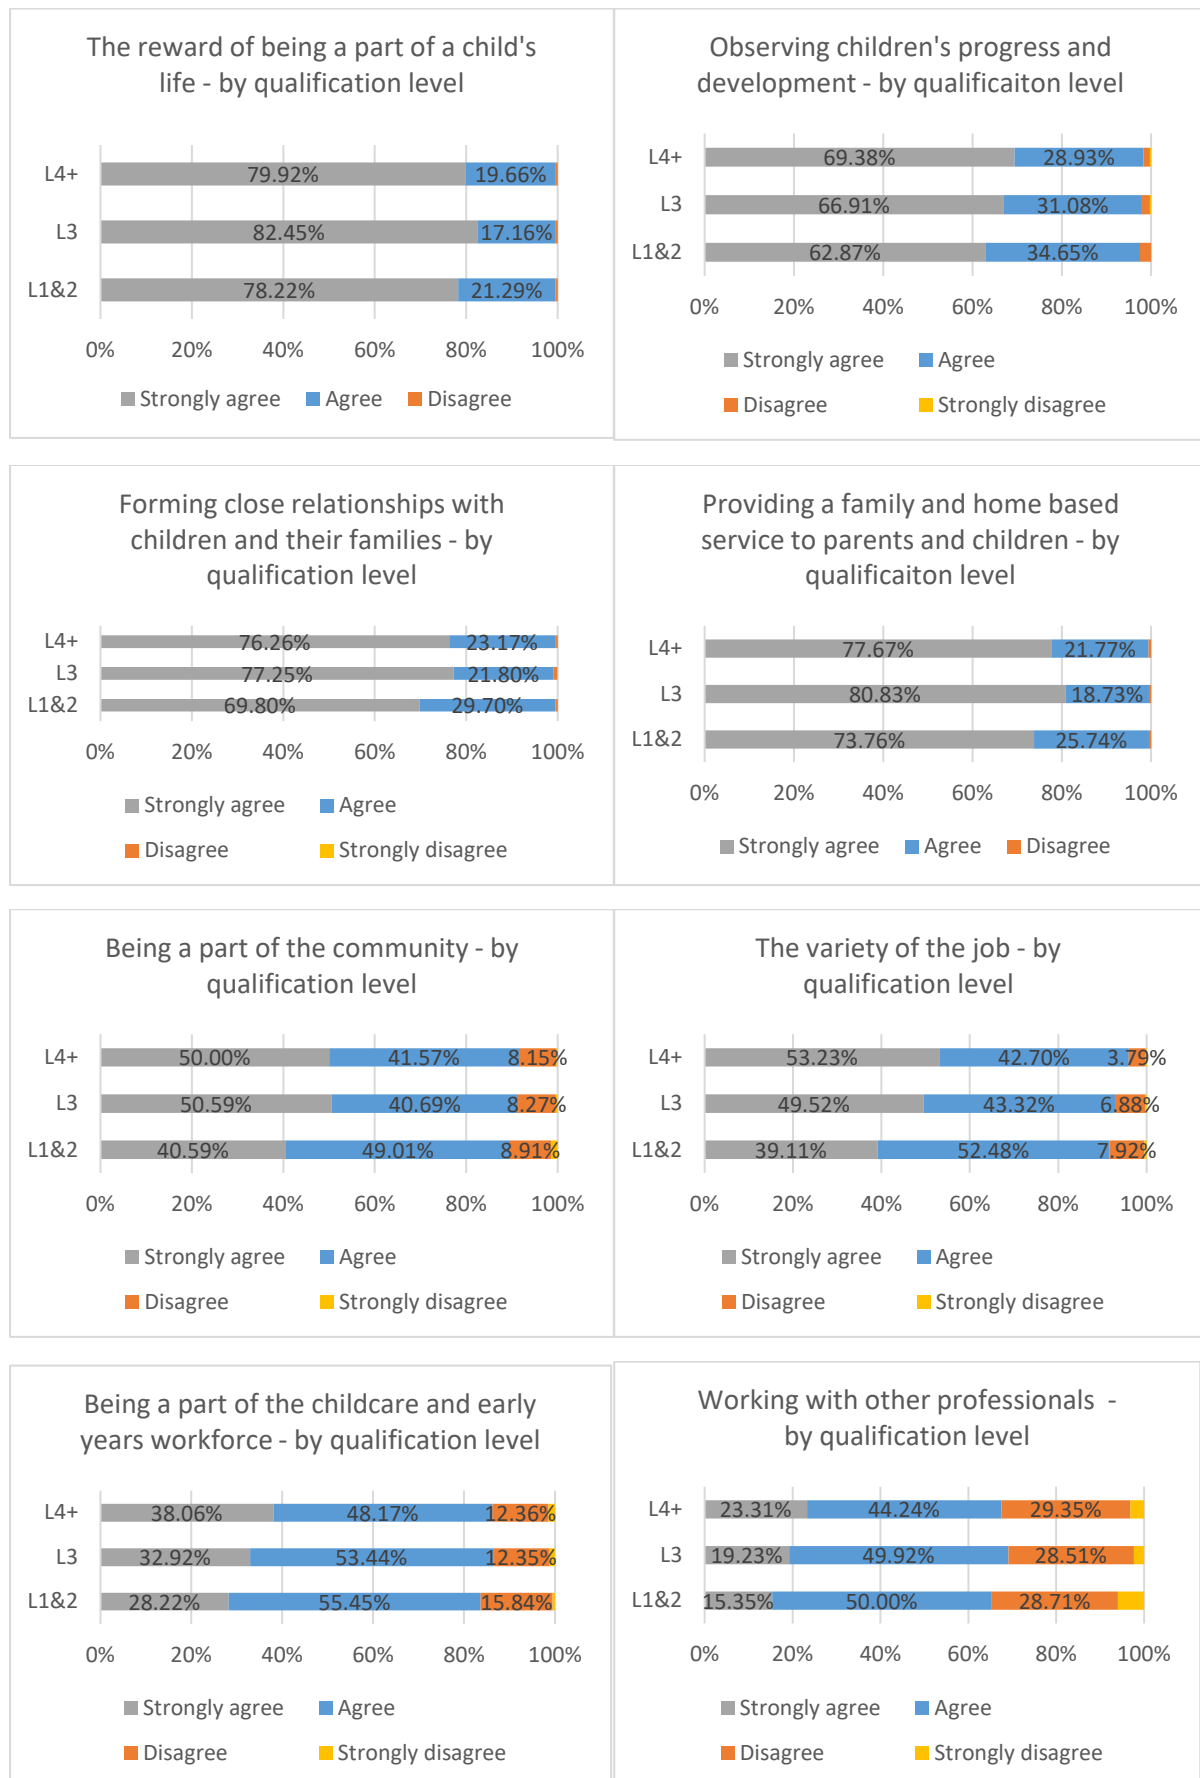 The reward of being a part of a child's
life - by qualification level
L4+
79.92%
19.66%
L3
82.45%
17.16%
L1&2
78.22%
21.29%
0% 20% 40% 60% 80% 100%
Strongly agree Agree Disagree
Observing children's progress and
development - by qualificaiton level
L4+
69.38%
28.93%
L3
66.91%
31.08%
L1&2
62.87%
34.65%
0% 20% 40% 60% 80% 100%
Strongly agree Agree
Disagree Strongly disagree
Forming close relationships with
children and their families - by
qualification level
L4+
76.26%
23.17%
L3
77.25%
21.80%
L1&2
69.80%
29.70%
0% 20% 40% 60% 80% 100%
Strongly agree Agree
Disagree Strongly disagree
Providing a family and home based
service to parents and children - by
qualificaiton level
L4+
77.67%
21.77%
L3
80.83%
18.73%
L1&2
73.76%
25.74%
0% 20% 40% 60% 80% 100%
Strongly agree Agree Disagree
Being a part of the community - by
qualification level
L4+
50.00%
41.57%
8.15%
L3
50.59%
40.69%
8.27%
L1&2
40.59%
49.01%
8.91%
0% 20% 40% 60% 80% 100%
Strongly agree Agree
Disagree Strongly disagree
The variety of the job - by
qualification level
L4+
53.23%
42.70%
3.79%
L3
49.52%
43.32%
6.88%
L1&2
39.11%
52.48%
7.92%
0% 20% 40% 60% 80% 100%
Strongly agree Agree
Disagree Strongly disagree
Being a part of the childcare and early
years workforce - by qualification level
L4+
38.06%
48.17%
12.36%
L3
32.92%
53.44%
12.35%
L1&2
28.22%
55.45%
15.84%
0% 20% 40% 60% 80% 100%
Strongly agree Agree
Disagree Strongly disagree
Working with other professionals -
by qualification level
L4+
23.31%
44.24%
29.35%
L3
19.23%
49.92%
28.51%
L1&2
15.35%
50.00%
28.71%
0% 20% 40% 60% 80% 100%
Strongly agree Agree
Disagree Strongly disagree